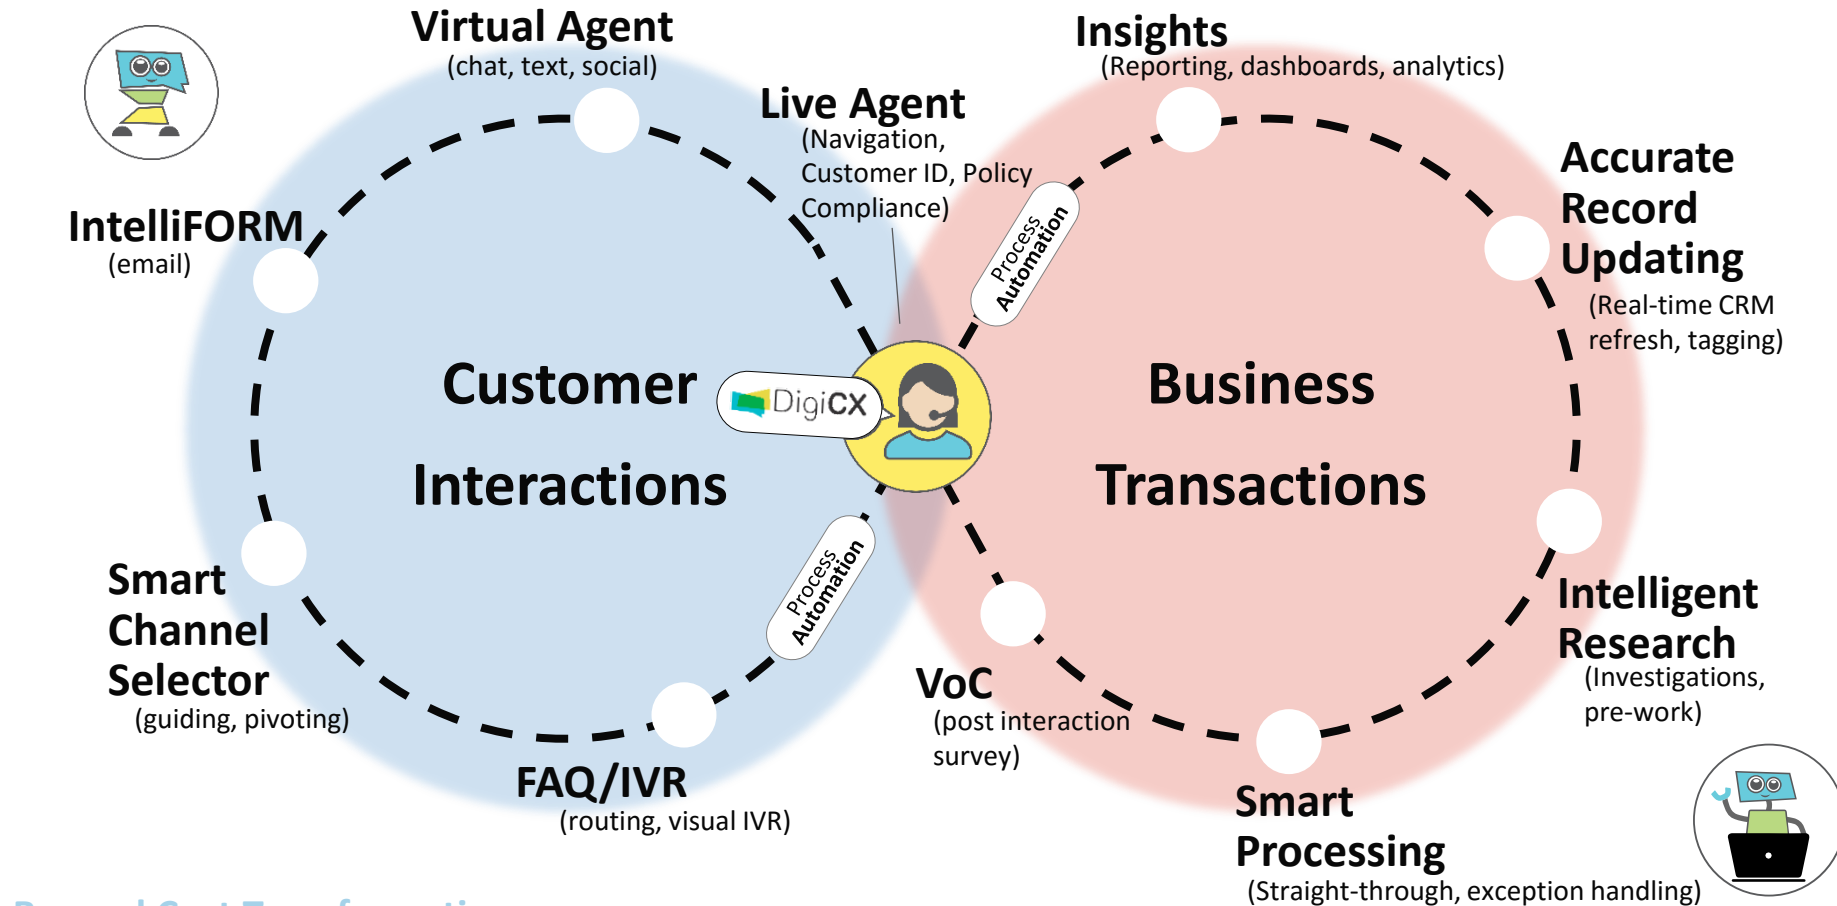 Virtual Agent
(chat, text, social)
Insights
(Reporting, dashboards, analytics)
Live Agent
(Navigation,
Customer ID, Policy
Compliance)
Accurate
Record
Updating
(Real-time CRM
refresh, tagging)
IntelliFORM
(email)
Process
Automation
Customer
Interactions
DigiCX
Business
Transactions
Process
Automation
Smart
Channel
Selector
(guiding, pivoting)
Intelligent
Research
(Investigations,
pre-work)
VoC
(post interaction
survey)
FAQ/IVR
(routing, visual IVR)
Smart
Processing
(Straight-through, exception handling)